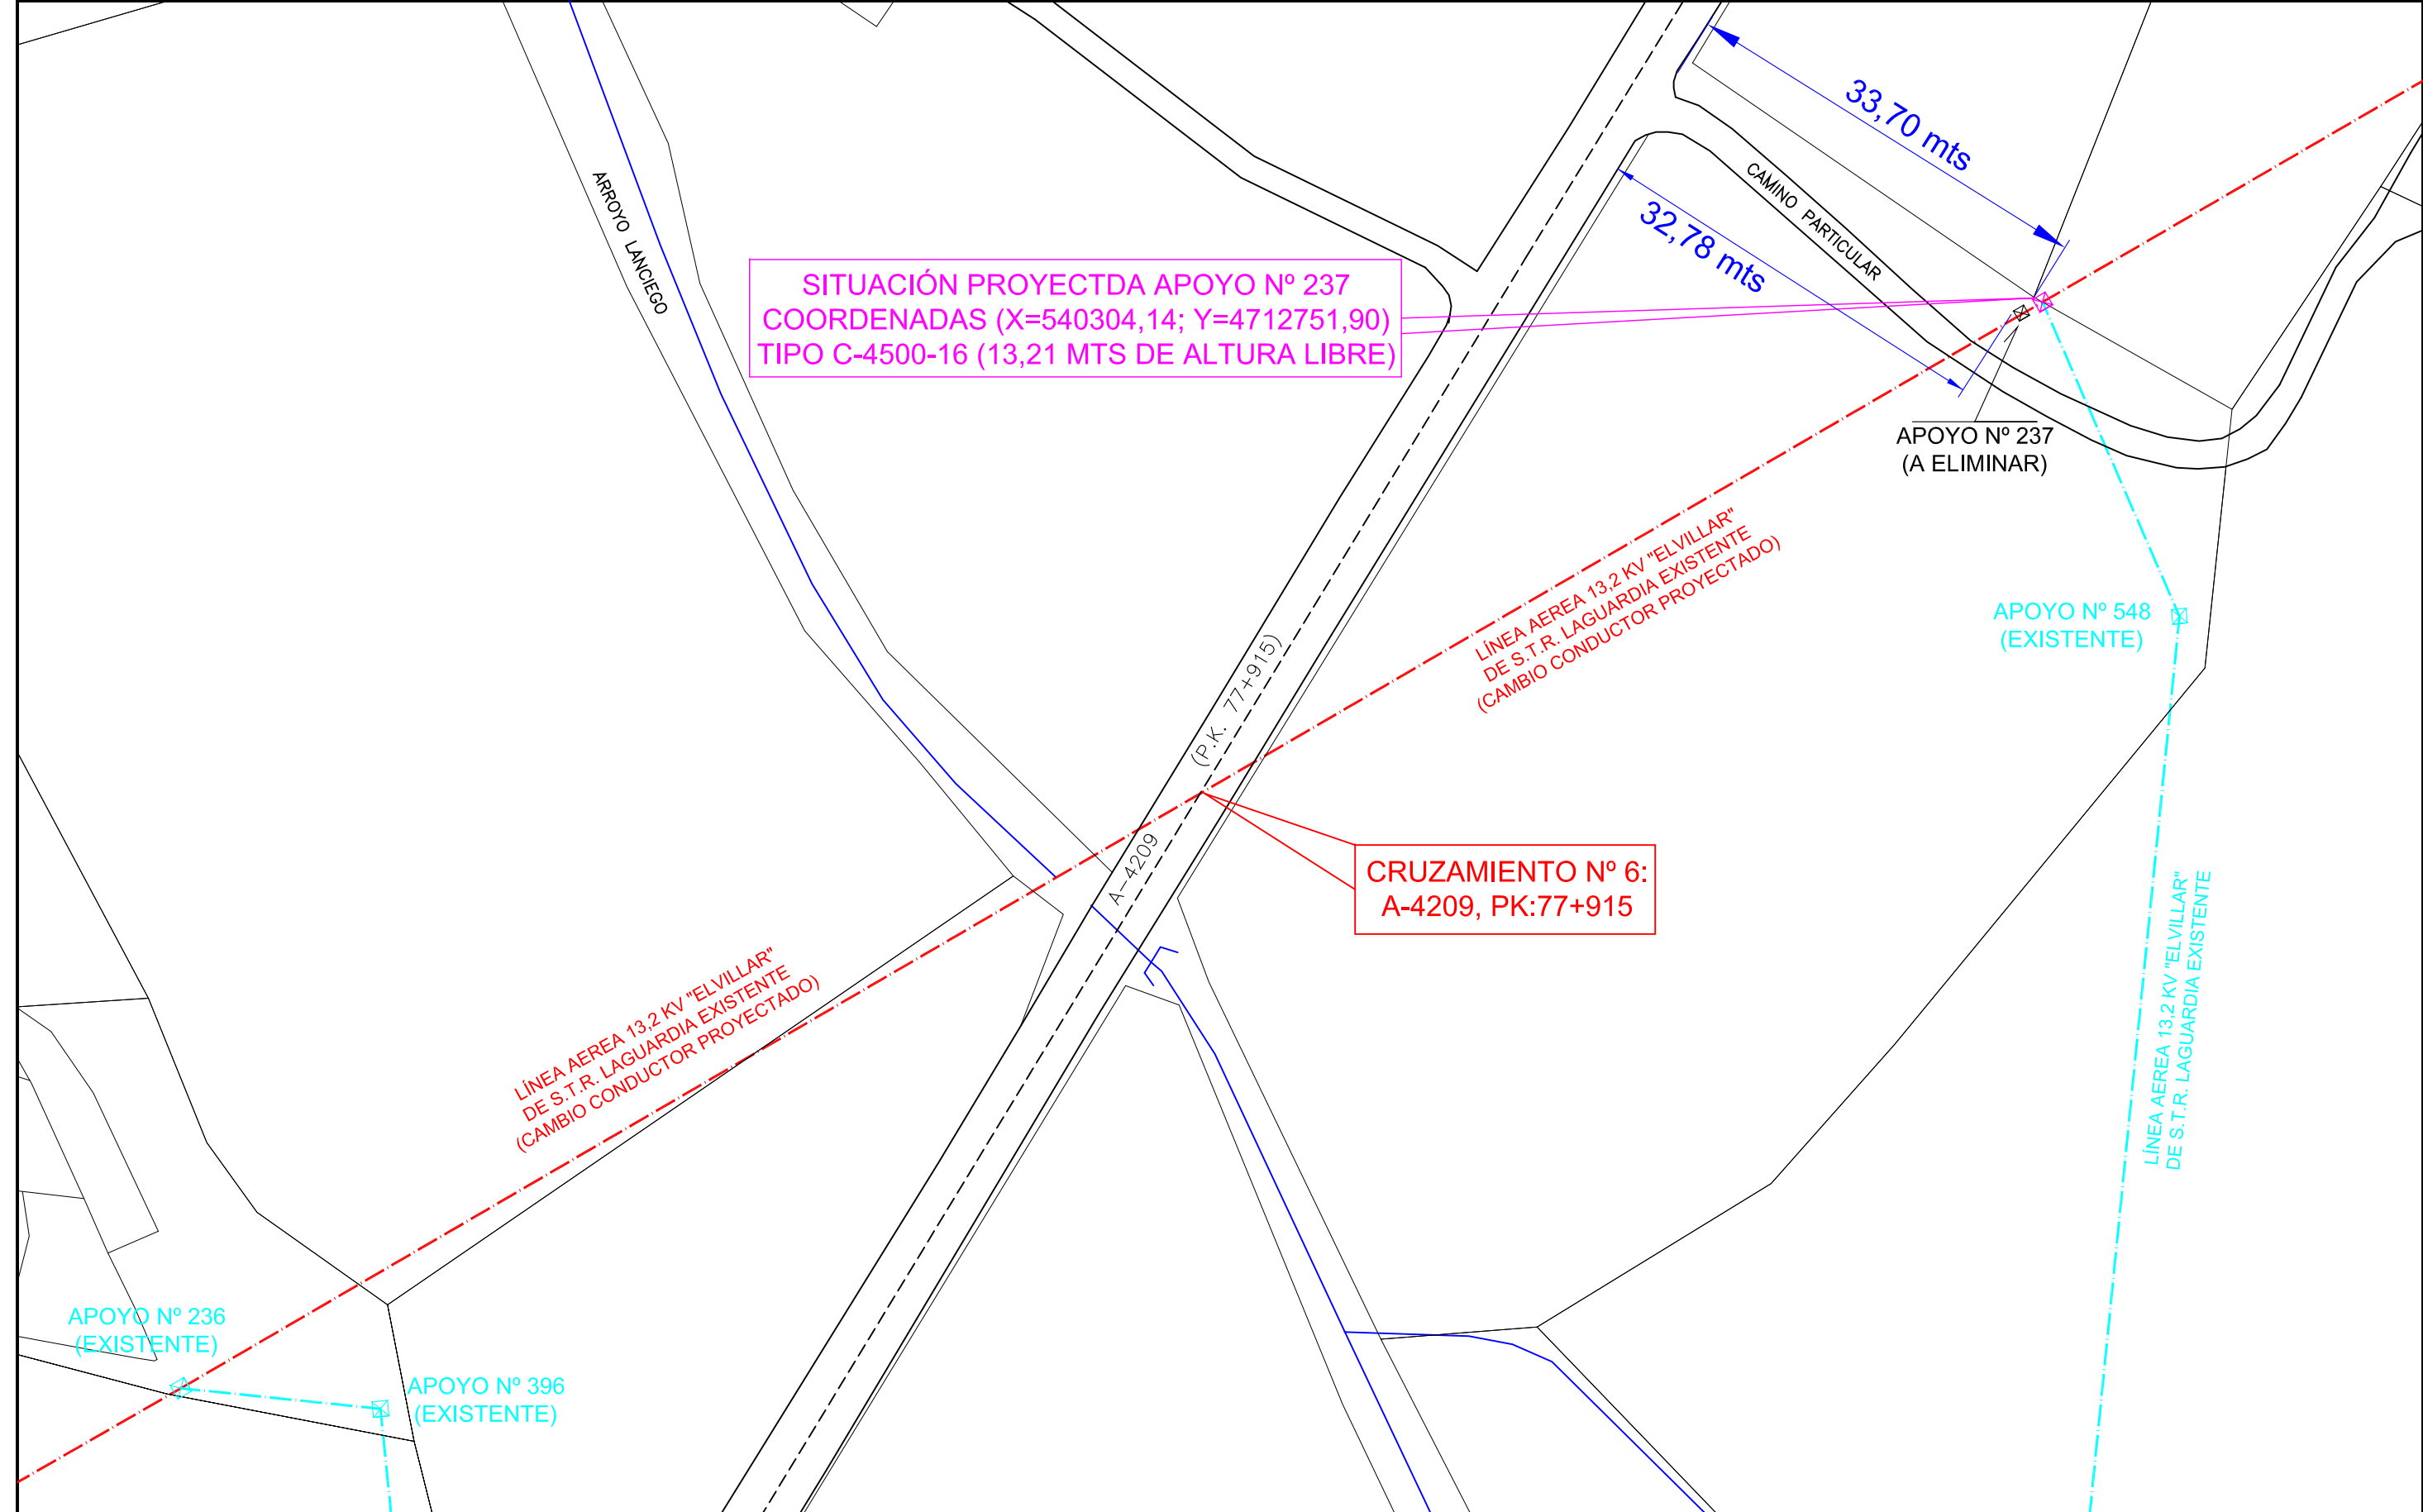 33,70 mts
CAMINO PARTICULAR
32,78 mts
ARROYO LANCIEGO
SITUACIÓN PROYECTDA APOYO Nº 237
COORDENADAS (X=540304,14; Y=4712751,90)
TIPO C-4500-16 (13,21 MTS DE ALTURA LIBRE)
APOYO Nº 237
(A ELIMINAR)
LÍNEA AEREA 13,2 KV "ELVILLAR"
DE S.T.R. LAGUARDIA EXISTENTE
(CAMBIO CONDUCTOR PROYECTADO)
APOYO Nº 548
(EXISTENTE)
(P.K. 77+915)
A-4209
CRUZAMIENTO Nº 6:
A-4209, PK:77+915
LÍNEA AEREA 13,2 KV "ELVILLAR"
DE S.T.R. LAGUARDIA EXISTENTE
LÍNEA AEREA 13,2 KV "ELVILLAR"
DE S.T.R. LAGUARDIA EXISTENTE
(CAMBIO CONDUCTOR PROYECTADO)
APOYO Nº 236
(EXISTENTE)
APOYO Nº 396
(EXISTENTE)